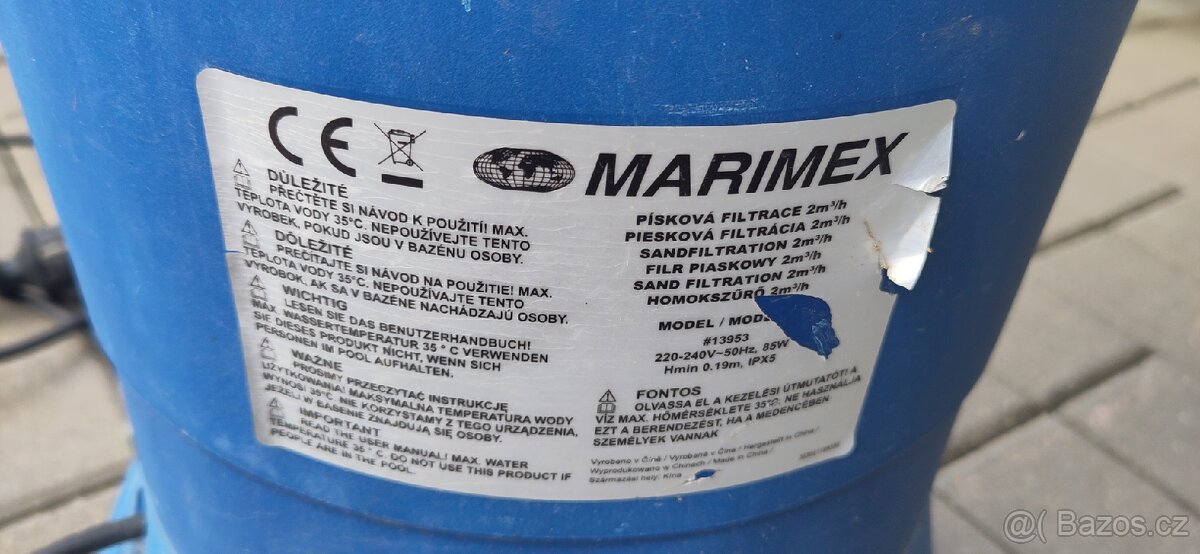 CE
MARIMEX
DŮLEŽITÉ
PŘEČTĚTE SI NÁVOD K POUŽITÍ! MAX.
TEPLOTA VODY 35°C. NEPOUŽÍVEJTE TENTO
VYROBEK, POKUD JSOU V BAZÉNU OSOBY.
DÔLEŽITÉ
PREČITAJTE SI NÁVOD NA POUŽITIE! MAX.
TEPLOTA VODY 35°C. NEPOUŽÍVAJTE TENTO
VÝROBOK, AK SA V BAZÉNE NACHÁDZAJÚ OSOBY.
WICHTIG
LESEN SIE DAS BENUTZERHANDBUCH!
MAX. WASSERTEMPERATUR 35 ° C VERWENDEN
SIE DIESES PRODUKT NICHT, WENN SICH
PERSONEN IM POOL AUFHALTEN.
WAŻNE
PROSIMY PRZECZYTAĆ INSTRUKCJĘ
UŻYTKOWANIA! MAKSYMALNA TEMPERATURA WODY
WYNOSI 35°C. NIE KORZYSTAMY Z TEGO URZĄDZENIA,
JEŻELI W BASENIE ZNAJDUJĄ SIĘ OSOBY.
IMPORTANT
READ THE USER MANUAL! MAX. WATER
TEMPERATURE 35 ° C. DO NOT USE THIS PRODUCT IF
PEOPLE ARE IN THE POOL.
PÍSKOVÁ FILTRACE 2m³/h
PIESKOVÁ FILTRÁCIA 2m³/h
SANDFILTRATION 2m³/h
FILR PIASKOWY 2m³/h
SAND FILTRATION 2m³/h
HOMOKSZŰRŐ 2m³/h
MODEL /
#13953
220-240V~50Hz, 85W
Hmin 0.19m, IPX5
FONTOS
OLVASSA EL A KEZELÉSI ÚTMUTATÓT! A
VÍZ MAX. HŐMÉRSÉKLETE 35°C. NE HASZNÁLJA
EZT A BERENDEZÉST, HA A MEDENCÉBEN
SZEMÉLYEK VANNAK
Vyrobeno v Číně / Vyrobené v Číne / Hergestellt in China /
Wyprodukowano w Chinach / Made in China /
Származási hely: Kína
@( Bazoš.cz